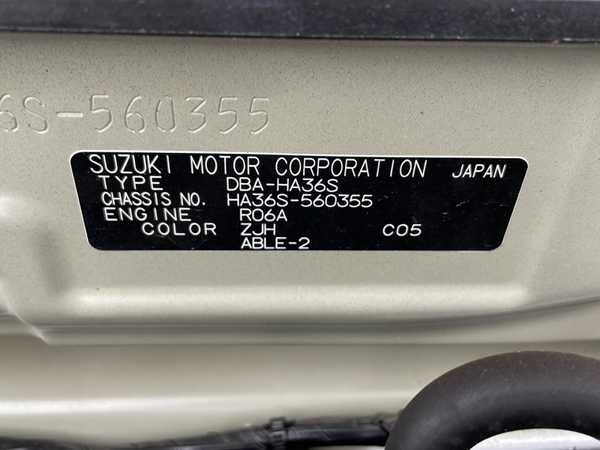 6S-560355
SUZUKI MOTOR CORPORATION JAPAN
TYPE DBA-HA36S
CHASSIS NO. HA36S-560355
ENGINE R06A
COLOR ZJH C05
ABLE-2